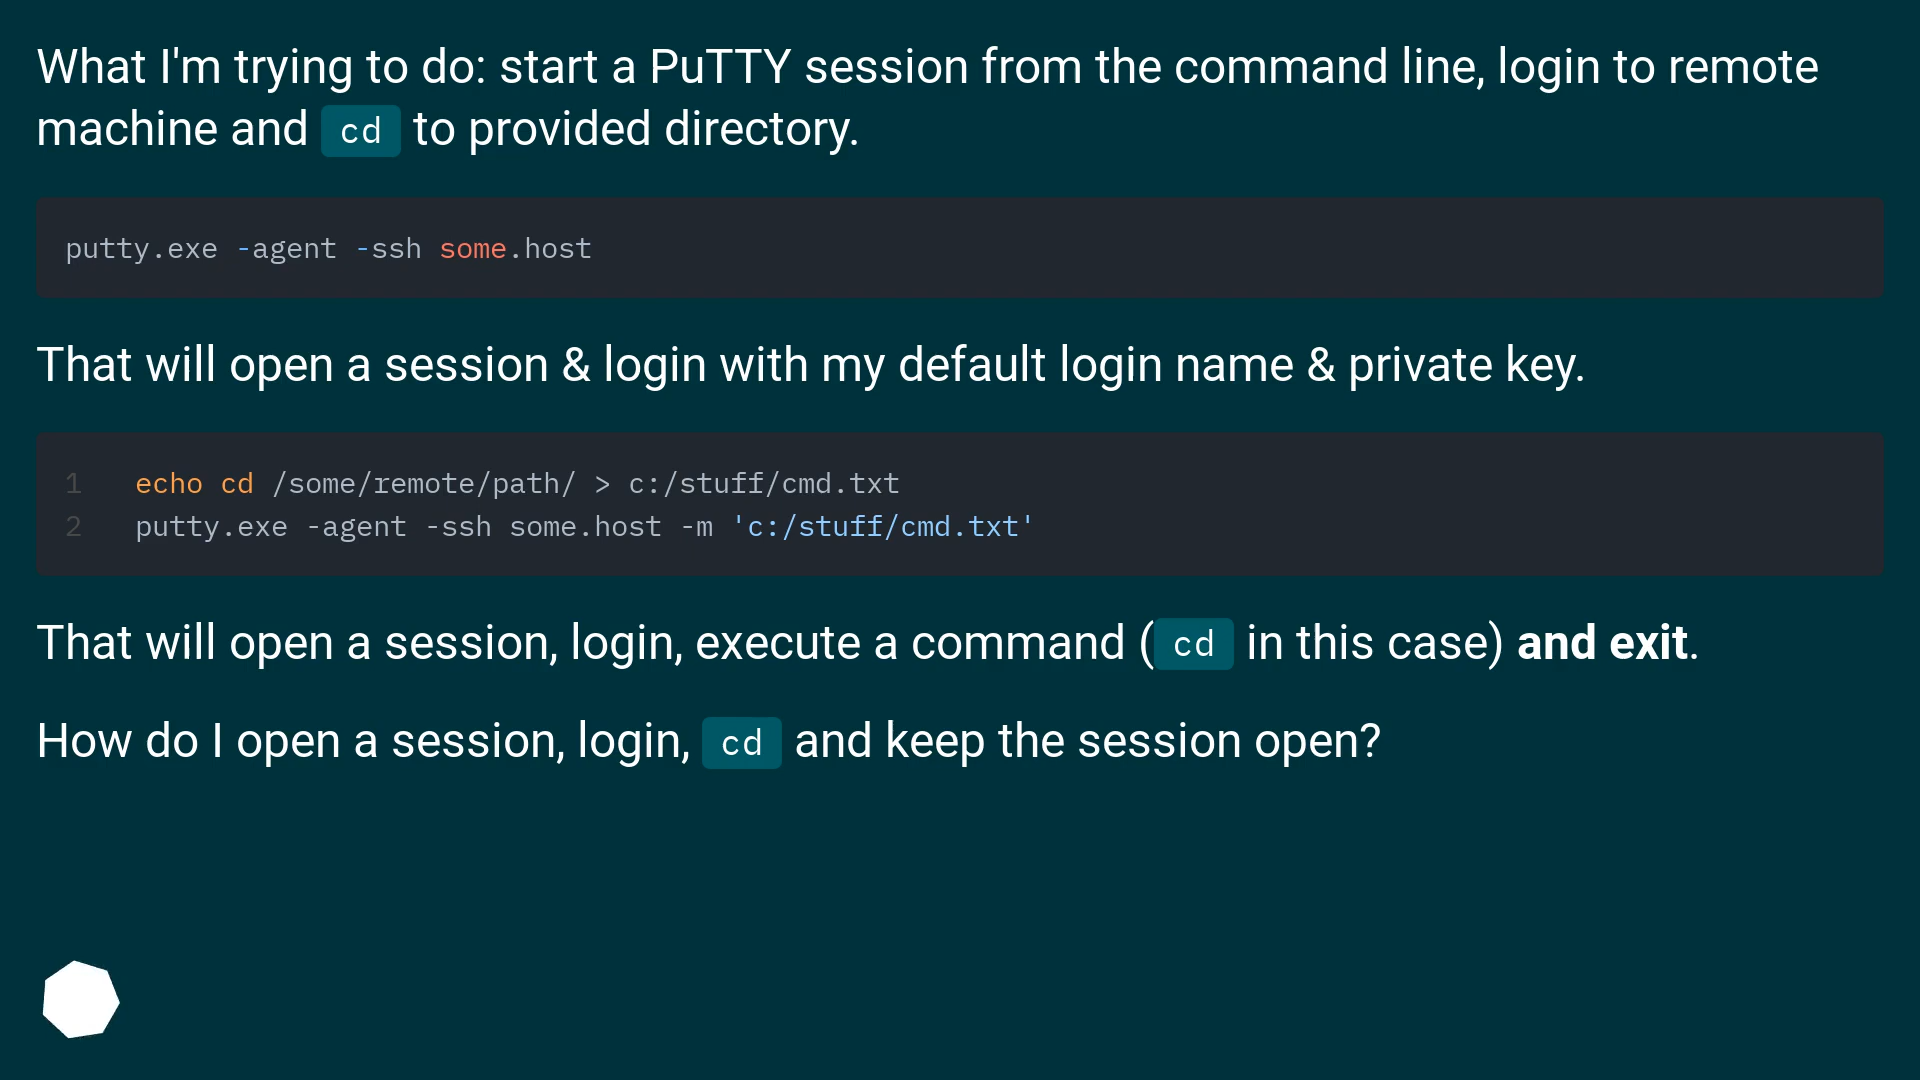 What I'm trying to do: start a PuTTY session from the command line, login to remote
machine and cd to provided directory.
putty.exe -agent -ssh some.host
That will open a session & login with my default login name & private key.
1 echo cd /some/remote/path/ > c:/stuff/cmd.txt
2 putty.exe -agent -ssh some.host -m 'c:/stuff/cmd.txt'
That will open a session, login, execute a command (cd in this case) and exit.
How do I open a session, login, cd and keep the session open?